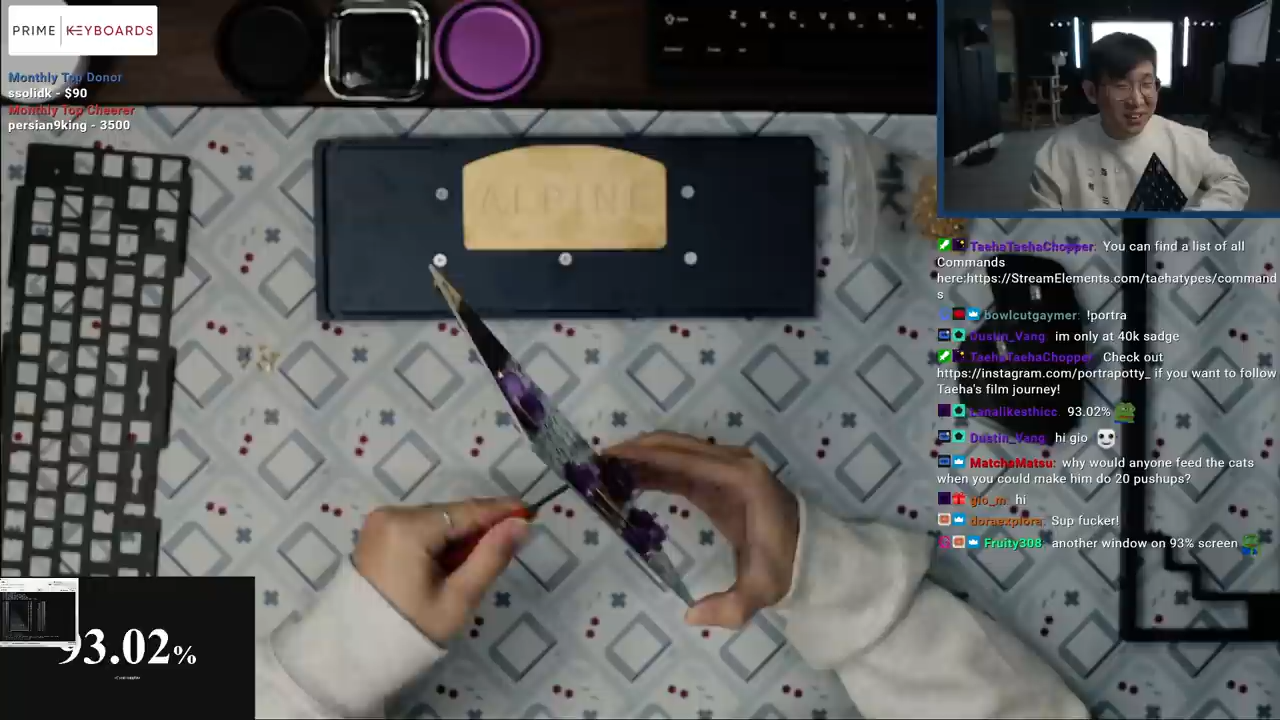 PRIME KEYBOARDS
Monthly Top Donor
ssolidk - $90
Monthly Top Cheerer
persian9king - 3500
Z X C V B N M
ALPINE
TaehaTaehaChopper: You can find a list of all
Commands
here:https://StreamElements.com/taehatypes/command
s
bowlcutgaymer: !portra
Dustin_Vang: im only at 40k sadge
TaehaTaehaChopper: Check out
https://instagram.com/portrapotty_ if you want to follow
Taeha's film journey!
Lanalikesthicc: 93.02%
Dustin_Vang: hi gio
MatchaMatsu: why would anyone feed the cats
when you could make him do 20 pushups?
gio_m: hi
doraexplora: Sup fucker!
Fruity308: another window on 93% screen
93.02%